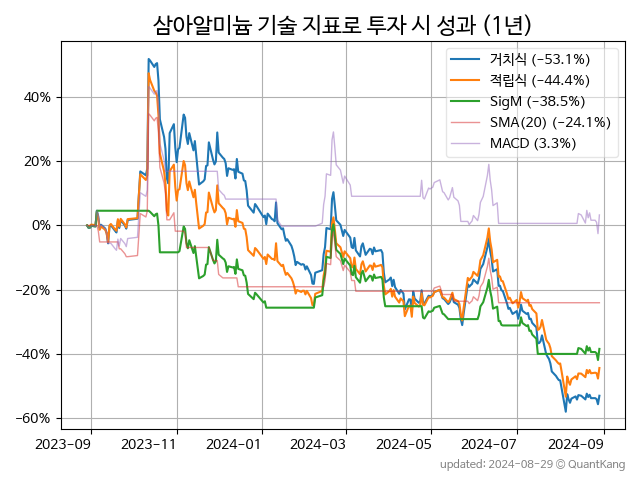 삼아알미늄 기술 지표로 투자 시 성과 (1년)
거치식 (−53.1%)
적립식 (−44.4%)
SigM (−38.5%)
SMA(20) (−24.1%)
MACD (3.3%)
40%
20%
0%
−20%
−40%
−60%
2023-09 2023-11 2024-01 2024-03 2024-05 2024-07 2024-09
updated: 2024-08-29 © QuantKang